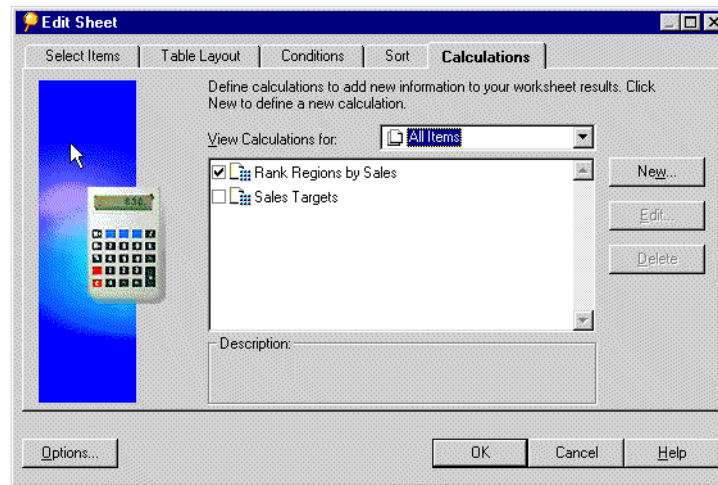 Edit Sheet
Select Items Table Layout Conditions Sort Calculations
Define calculations to add new information to your worksheet results. Click
New to define a new calculation.
View Calculations for: All Items
Rank Regions by Sales
Sales Targets
New...
Edit...
Delete
Description:
Options... OK Cancel Help